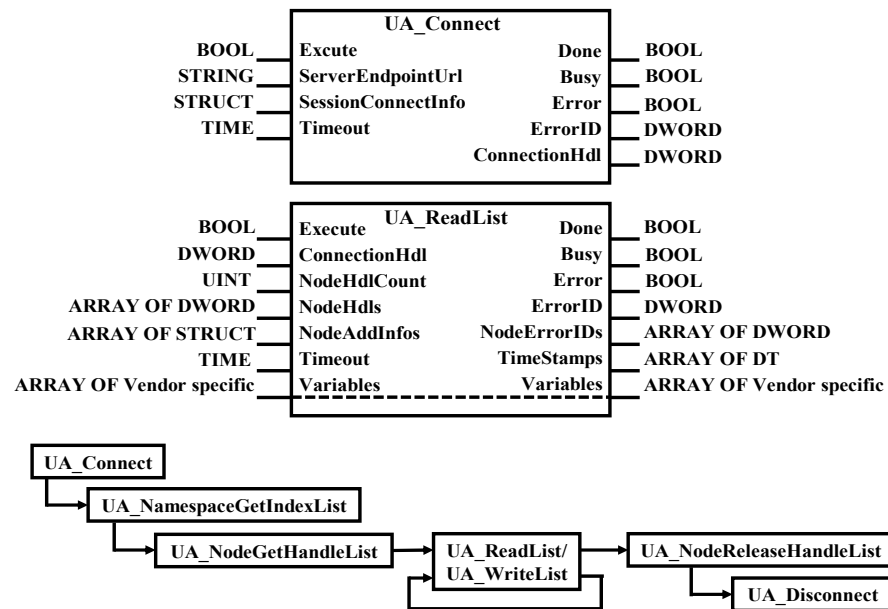 UA_Connect
BOOL Excute Done BOOL
STRING ServerEndpointUrl Busy BOOL
STRUCT SessionConnectInfo Error BOOL
TIME Timeout ErrorID DWORD
ConnectionHdl DWORD
UA_ReadList
BOOL Execute Done BOOL
DWORD ConnectionHdl Busy BOOL
UINT NodeHdlCount Error BOOL
ARRAY OF DWORD NodeHdls ErrorID DWORD
ARRAY OF STRUCT NodeAddInfos NodeErrorIDs ARRAY OF DWORD
TIME Timeout TimeStamps ARRAY OF DT
ARRAY OF Vendor specific Variables Variables ARRAY OF Vendor specific
UA_Connect
UA_NamespaceGetIndexList
UA_NodeGetHandleList
UA_ReadList/
UA_WriteList
UA_NodeReleaseHandleList
UA_Disconnect